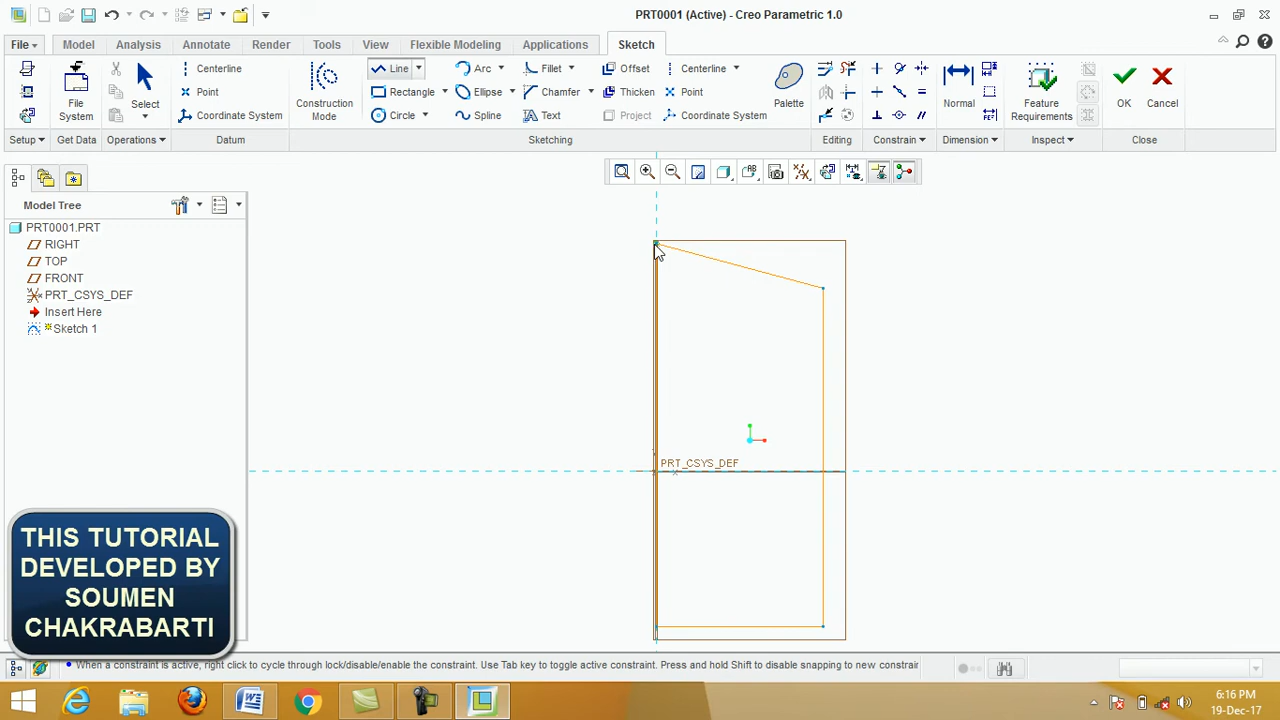 PRT0001 (Active) - Creo Parametric 1.0
File Model Analysis Annotate Render Tools View Flexible Modeling Applications Sketch
File System
Select
Centerline
Point
Coordinate System
Construction Mode
Line
Rectangle
Circle
Arc
Ellipse
Spline
Fillet
Chamfer
Text
Offset
Thicken
Project
Centerline
Point
Coordinate System
Palette
Normal
Feature Requirements
OK
Cancel
Setup Get Data Operations Datum Sketching Editing Constrain Dimension Inspect Close
Model Tree
PRT0001.PRT
RIGHT
TOP
FRONT
PRT_CSYS_DEF
Insert Here
Sketch 1
PRT_CSYS_DEF
THIS TUTORIAL
DEVELOPED BY
SOUMEN
CHAKRABARTI
When a constraint is active, right click to cycle through lock/disable/enable the constraint. Use Tab key to toggle active constraint. Press and hold Shift to disable snapping to new constrair
6:16 PM
19-Dec-17